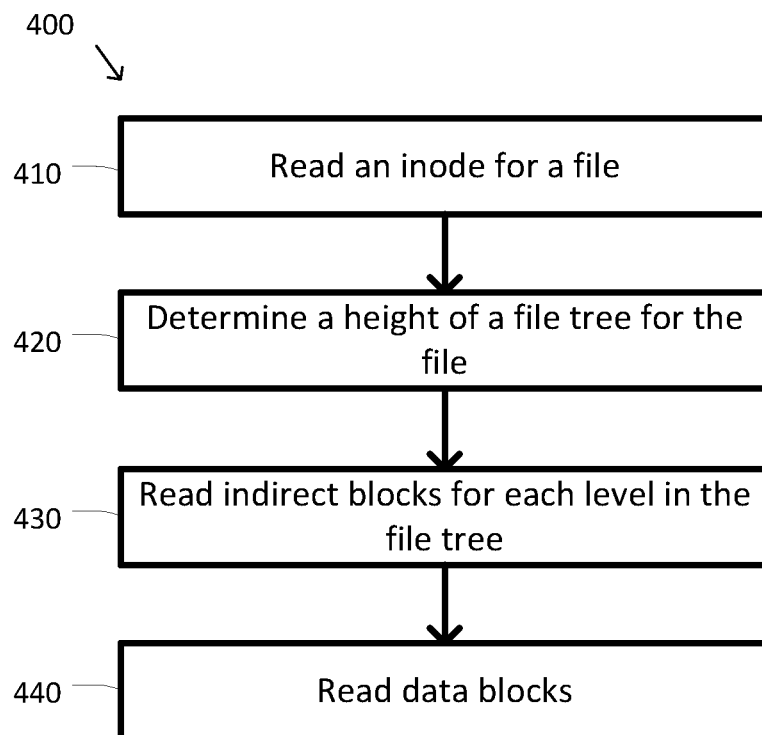 400
410
Read an inode for a file
420
Determine a height of a file tree for the
file
430
Read indirect blocks for each level in the
file tree
440
Read data blocks